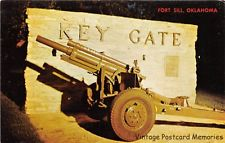 FORT SILL, OKLAHOMA
KEY GATE
Vintage Postcard Memories